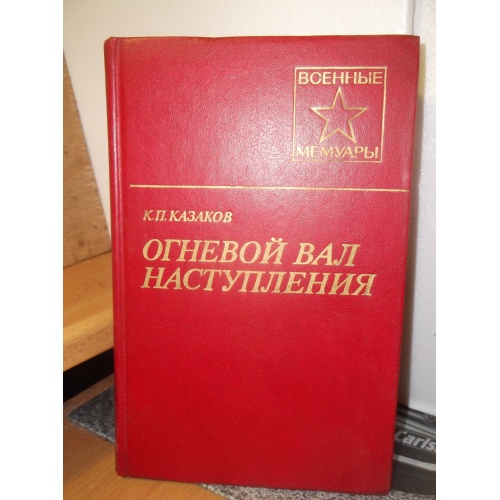 ВОЕННЫЕ
МЕМУАРЫ
К.П.КАЗАКОВ
ОГНЕВОЙ ВАЛ
НАСТУПЛЕНИЯ